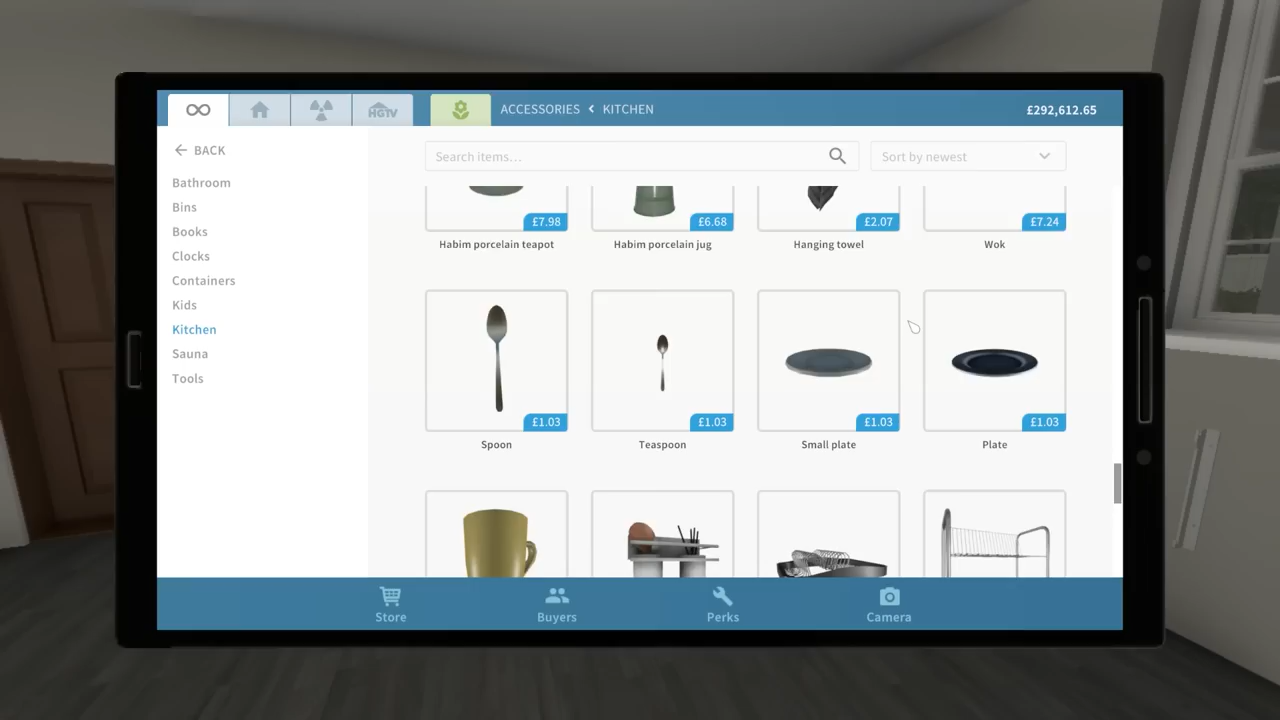 HGTV
ACCESSORIES < KITCHEN
£292,612.65
BACK
Search items...
Sort by newest
Bathroom
Bins
Books
Clocks
Containers
Kids
Kitchen
Sauna
Tools
£7.98
£6.68
£2.07
£7.24
Habim porcelain teapot
Habim porcelain jug
Hanging towel
Wok
£1.03
£1.03
£1.03
£1.03
Spoon
Teaspoon
Small plate
Plate
Store
Buyers
Perks
Camera